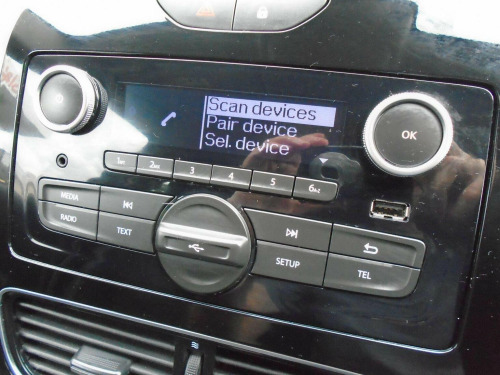 Scan devices
Pair device
Sel. device
OK
1
2
3
4
5
6
MEDIA
RADIO
TEXT
SETUP
TEL